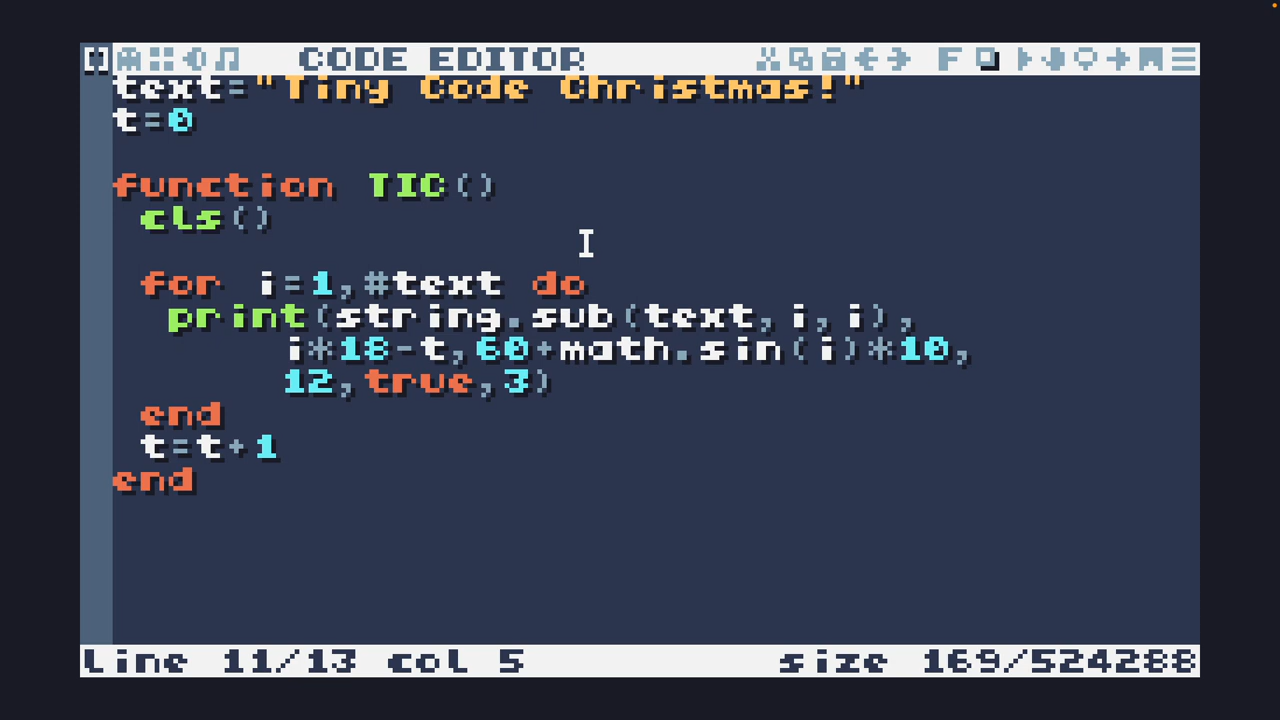 CODE EDITOR F
text="Tiny Code Christmas!"
t=0
function TIC()
cls()
for i=1,#text do
print(string.sub(text,i,i),
i*18-t,60+math.sin(i)*10,
12,true,3)
end
t=t+1
end
line 11/13 col 5 size 169/524288